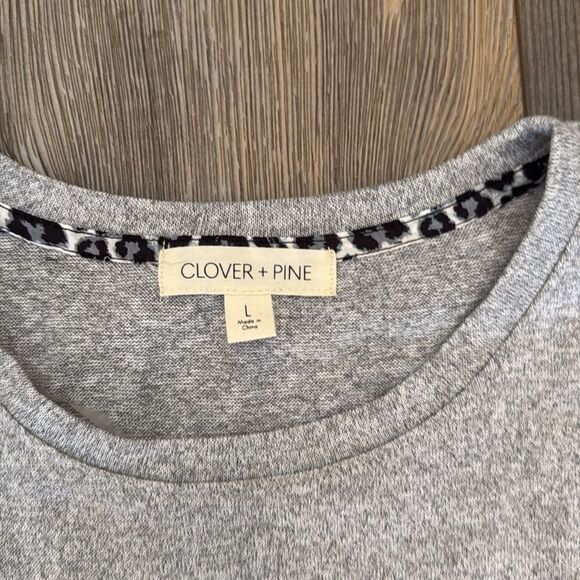 CLOVER + PINE
L
Made in
China